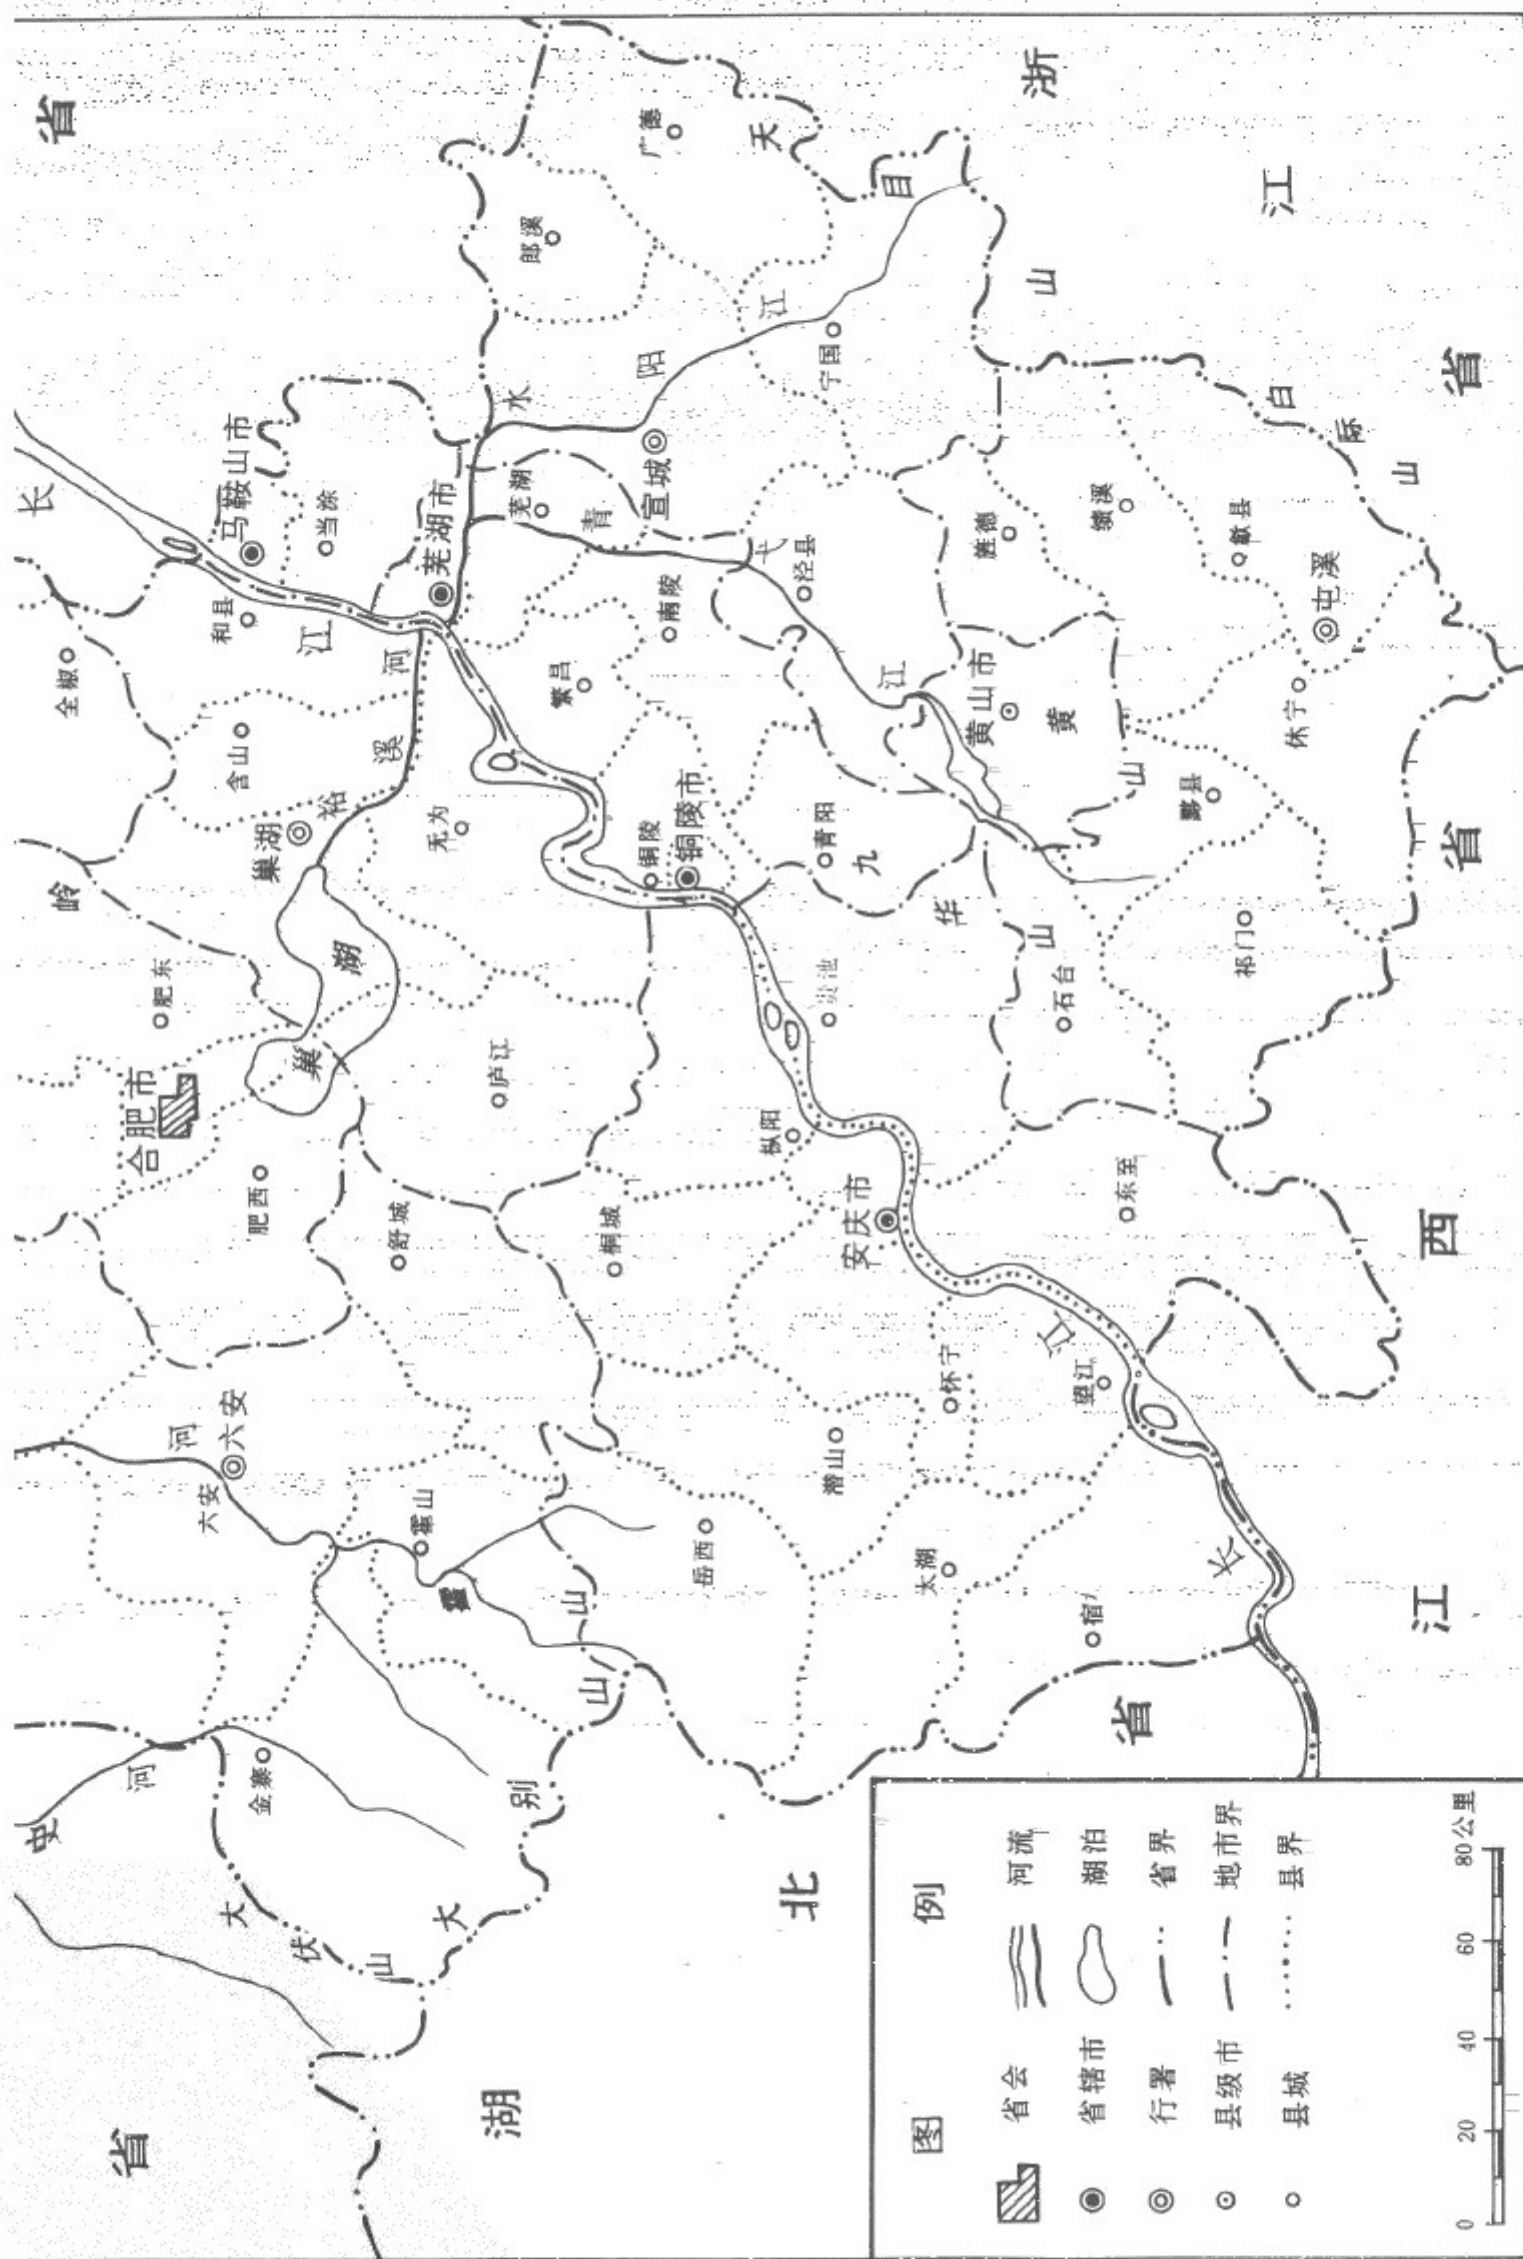 省
浙
江
省
江
西
省
湖
北
省
省
长
江
马鞍山市
当涂
和县
全椒
含山
巢湖
裕
溪
河
芜湖市
芜湖
水
阳
江
郎溪
广德
天
目
山
宣城
宁国
青
弋
江
南陵
繁昌
泾县
旌德
绩溪
歙县
屯溪
休宁
白
际
山
黄山市
黄
山
黟县
祁门
石台
九
华
山
青阳
铜陵
铜陵市
无为
岭
肥东
合肥市
肥西
巢
湖
庐江
舒城
桐城
枞阳
贵池
安庆市
东至
怀宁
望江
长
江
潜山
太湖
岳西
霍山
霍
山
六安
六安
河
金寨
史
河
大
伏
山
大
别
山
图 例
省会 河流
省辖市 湖泊
行署 省界
县级市 地市界
县城 县界
0 20 40 60 80公里